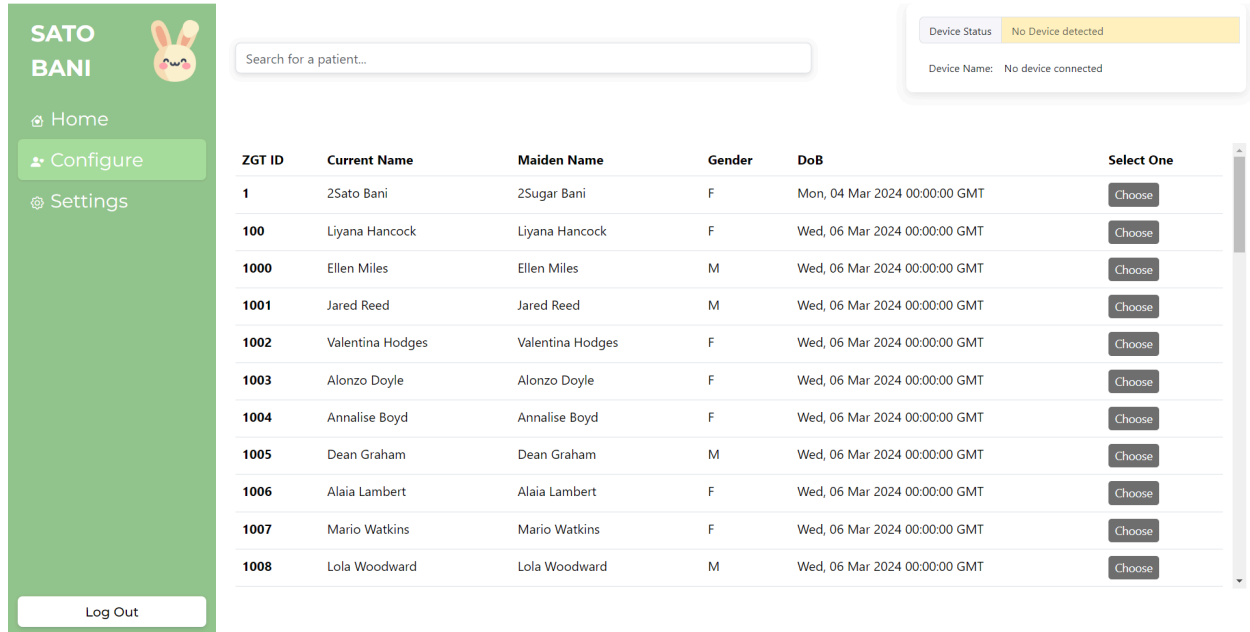 SATO
BANI
Home
Configure
Settings
Log Out
Search for a patient...
Device Status No Device detected
Device Name: No device connected
ZGT ID Current Name Maiden Name Gender DoB Select One
1 2Sato Bani 2Sugar Bani F Mon, 04 Mar 2024 00:00:00 GMT Choose
100 Liyana Hancock Liyana Hancock F Wed, 06 Mar 2024 00:00:00 GMT Choose
1000 Ellen Miles Ellen Miles M Wed, 06 Mar 2024 00:00:00 GMT Choose
1001 Jared Reed Jared Reed M Wed, 06 Mar 2024 00:00:00 GMT Choose
1002 Valentina Hodges Valentina Hodges F Wed, 06 Mar 2024 00:00:00 GMT Choose
1003 Alonzo Doyle Alonzo Doyle F Wed, 06 Mar 2024 00:00:00 GMT Choose
1004 Annalise Boyd Annalise Boyd F Wed, 06 Mar 2024 00:00:00 GMT Choose
1005 Dean Graham Dean Graham M Wed, 06 Mar 2024 00:00:00 GMT Choose
1006 Alaia Lambert Alaia Lambert F Wed, 06 Mar 2024 00:00:00 GMT Choose
1007 Mario Watkins Mario Watkins F Wed, 06 Mar 2024 00:00:00 GMT Choose
1008 Lola Woodward Lola Woodward M Wed, 06 Mar 2024 00:00:00 GMT Choose